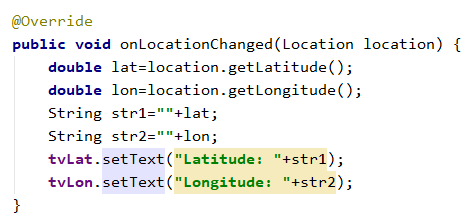 @Override
public void onLocationChanged(Location location) {
    double lat=location.getLatitude();
    double lon=location.getLongitude();
    String str1=""+lat;
    String str2=""+lon;
    tvLat.setText("Latitude: "+str1);
    tvLon.setText("Longitude: "+str2);
}